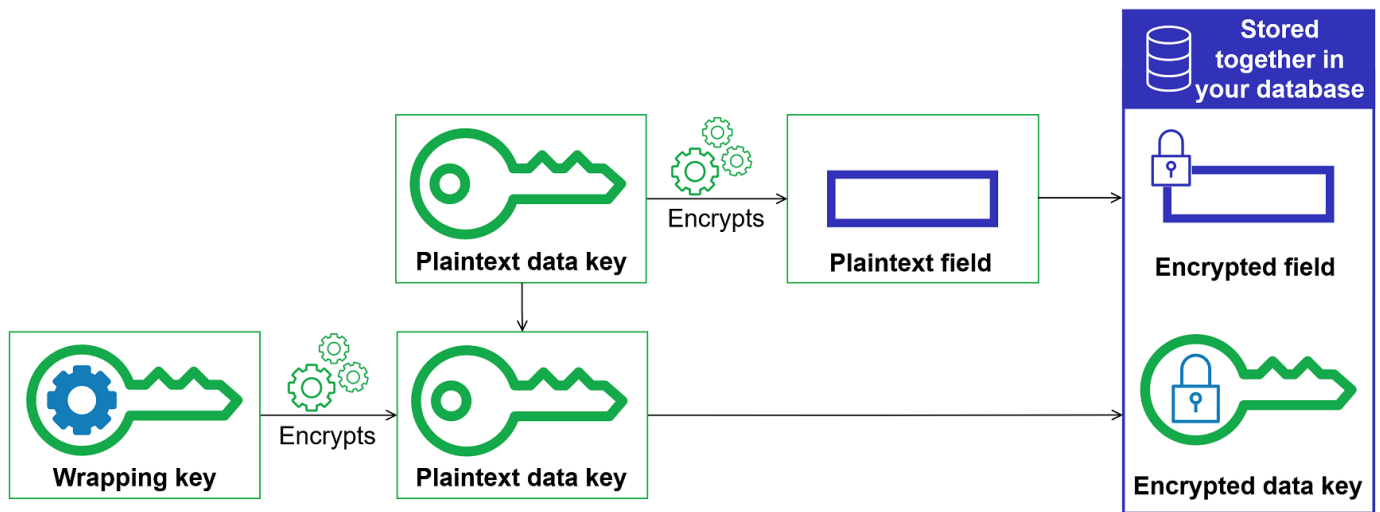 Stored
together in
your database
Encrypts
Plaintext data key
Plaintext field
Encrypted field
Encrypts
Wrapping key
Plaintext data key
Encrypted data key